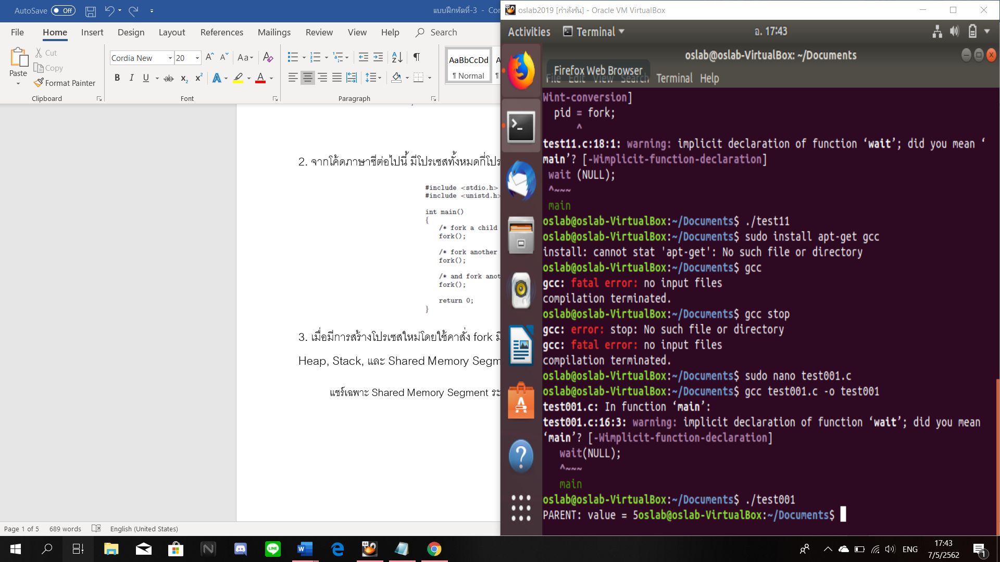 AutoSave Off
แบบฝึกหัดที่-3 - Con
File Home Insert Design Layout References Mailings Review View Help Search
Paste
Cut
Copy
Format Painter
Clipboard
Cordia New 20
Font
Paragraph
AaBbCcDd
¶ Normal
2. จากโค้ดภาษาซีต่อไปนี้ มีโปรเซสทั้งหมดกี่โปร
#include <stdio.h>
#include <unistd.h>
int main()
{
/* fork a child
fork();
/* fork another
fork();
/* and fork anot
fork();
return 0;
}
3. เมื่อมีการสร้างโปรเซสใหม่โดยใช้คาสั่ง fork มี
Heap, Stack, และ Shared Memory Segm
แชร์เฉพาะ Shared Memory Segment ระ
Page 1 of 5 689 words English (United States)
oslab2019 [กำลังรัน] - Oracle VM VirtualBox
Activities Terminal อ. 17:43
oslab@oslab-VirtualBox: ~/Documents
Firefox Web Browser
File Edit View Search Terminal Help
Wint-conversion]
pid = fork;
^
test11.c:18:1: warning: implicit declaration of function ‘wait’; did you mean ‘
main’? [-Wimplicit-function-declaration]
wait (NULL);
^~~~
main
oslab@oslab-VirtualBox:~/Documents$ ./test11
oslab@oslab-VirtualBox:~/Documents$ sudo install apt-get gcc
install: cannot stat 'apt-get': No such file or directory
oslab@oslab-VirtualBox:~/Documents$ gcc
gcc: fatal error: no input files
compilation terminated.
oslab@oslab-VirtualBox:~/Documents$ gcc stop
gcc: error: stop: No such file or directory
gcc: fatal error: no input files
compilation terminated.
oslab@oslab-VirtualBox:~/Documents$ sudo nano test001.c
oslab@oslab-VirtualBox:~/Documents$ gcc test001.c -o test001
test001.c: In function ‘main’:
test001.c:16:3: warning: implicit declaration of function ‘wait’; did you mean
‘main’? [-Wimplicit-function-declaration]
wait(NULL);
^~~~
main
oslab@oslab-VirtualBox:~/Documents$ ./test001
PARENT: value = 5oslab@oslab-VirtualBox:~/Documents$
ENG
17:43
7/5/2562
1